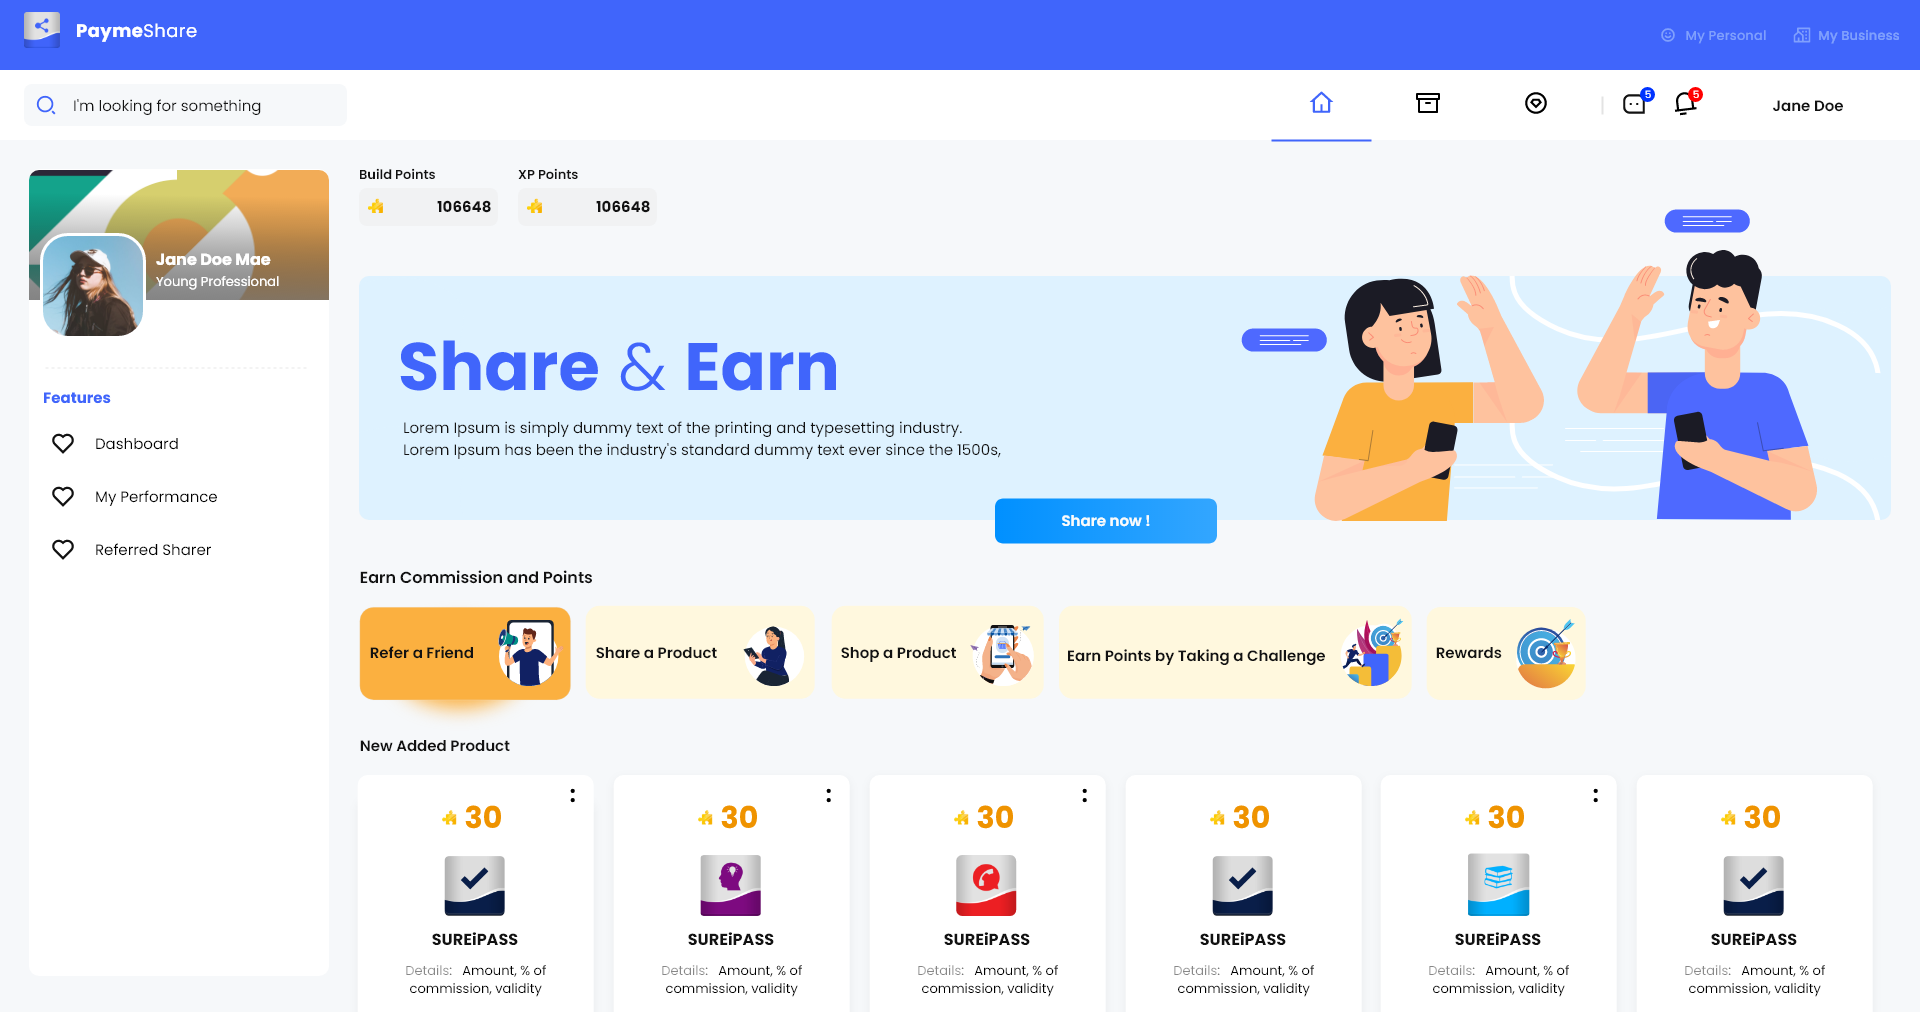 PaymeShare
My Personal
My Business
I'm looking for something
5
5
Jane Doe
Jane Doe Mae
Young Professional
Features
Dashboard
My Performance
Referred Sharer
Build Points
106648
XP Points
106648
Share & Earn
Lorem Ipsum is simply dummy text of the printing and typesetting industry.
Lorem Ipsum has been the industry's standard dummy text ever since the 1500s,
Share now !
Earn Commission and Points
Refer a Friend
Share a Product
Shop a Product
Earn Points by Taking a Challenge
Rewards
New Added Product
30
SUREiPASS
Details: Amount, % of
commission, validity
30
SUREiPASS
Details: Amount, % of
commission, validity
30
SUREiPASS
Details: Amount, % of
commission, validity
30
SUREiPASS
Details: Amount, % of
commission, validity
30
SUREiPASS
Details: Amount, % of
commission, validity
30
SUREiPASS
Details: Amount, % of
commission, validity